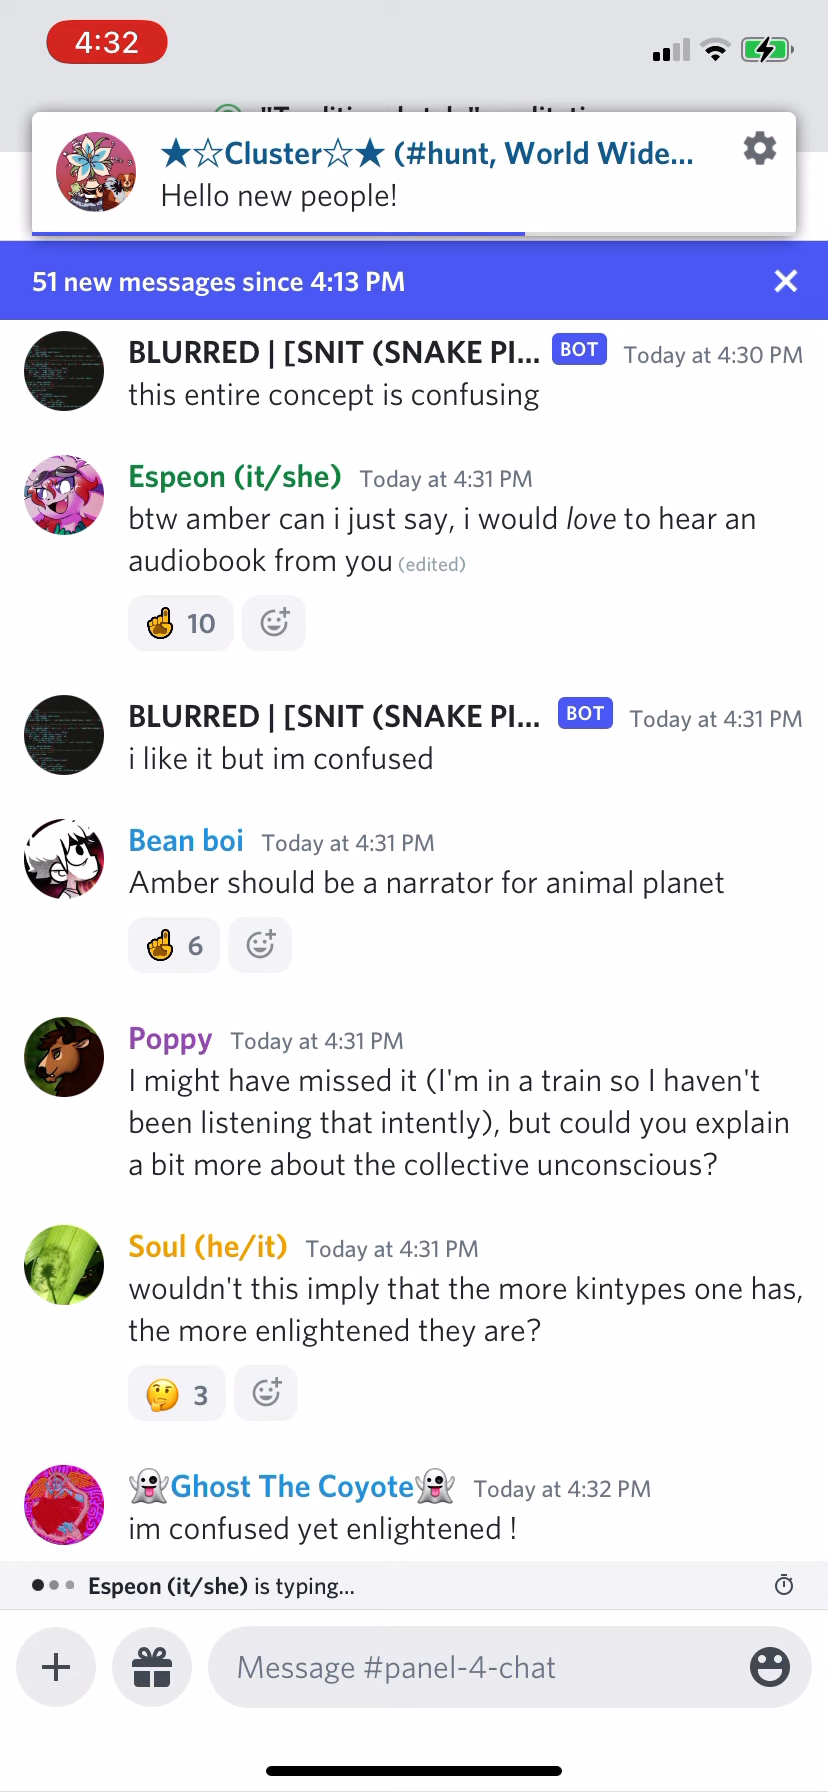 4:32
★☆Cluster☆★ (#hunt, World Wide...
Hello new people!
51 new messages since 4:13 PM
BLURRED | [SNIT (SNAKE PI... BOT Today at 4:30 PM
this entire concept is confusing
Espeon (it/she) Today at 4:31 PM
btw amber can i just say, i would love to hear an
audiobook from you (edited)
☝ 10
BLURRED | [SNIT (SNAKE PI... BOT Today at 4:31 PM
i like it but im confused
Bean boi Today at 4:31 PM
Amber should be a narrator for animal planet
☝ 6
Poppy Today at 4:31 PM
I might have missed it (I'm in a train so I haven't
been listening that intently), but could you explain
a bit more about the collective unconscious?
Soul (he/it) Today at 4:31 PM
wouldn't this imply that the more kintypes one has,
the more enlightened they are?
🤔 3
👻Ghost The Coyote👻 Today at 4:32 PM
im confused yet enlightened !
Espeon (it/she) is typing...
Message #panel-4-chat